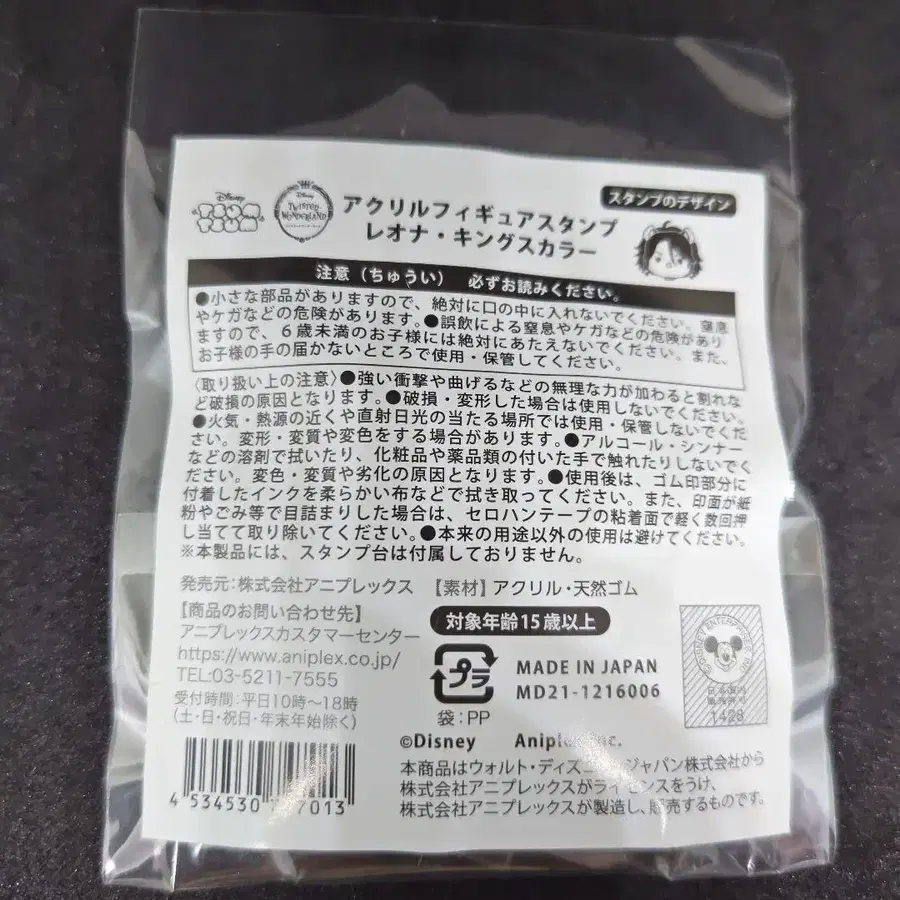 Disney
TSUM
TSUM
Disney
TWISTED
WONDERLAND
アクリルフィギュアスタンプ
レオナ・キングスカラー
スタンプのデザイン
注意（ちゅうい） 必ずお読みください。
●小さな部品がありますので、絶対に口の中に入れないでください。窒息
やケガなどの危険があります。●誤飲による窒息やケガなどの危険があり
ますので、６歳未満のお子様には絶対にあたえないでください。また、
お子様の手の届かないところで使用・保管してください。
〈取り扱い上の注意〉●強い衝撃や曲げるなどの無理な力が加わると割れな
ど破損の原因となります。●破損・変形した場合は使用しないでください。
●火気・熱源の近くや直射日光の当たる場所では使用・保管しないでくだ
さい。変形・変質や変色をする場合があります。●アルコール・シンナー
などの溶剤で拭いたり、化粧品や薬品類の付いた手で触れたりしないでく
ださい。変色・変質や劣化の原因となります。●使用後は、ゴム印部分に
付着したインクを柔らかい布などで拭き取ってください。また、印面が紙
粉やごみ等で目詰まりした場合は、セロハンテープの粘着面で軽く数回押
し当てて取り除いてください。●本来の用途以外の使用は避けてください。
※本製品には、スタンプ台は付属しておりません。
発売元：株式会社アニプレックス 【素材】アクリル・天然ゴム
【商品のお問い合わせ先】
アニプレックスカスタマーセンター
https://www.aniplex.co.jp/
TEL:03-5211-7555
受付時間：平日10時～18時
（土・日・祝日・年末年始除く）
対象年齢15歳以上
プラ
袋：PP
MADE IN JAPAN
MD21-1216006
日本国内
販売許可
1428
©Disney Aniplex Inc.
本商品はウォルト・ディズニー・ジャパン株式会社から
株式会社アニプレックスがライセンスをうけ、
株式会社アニプレックスが製造し、販売するものです。
4 534530 7013